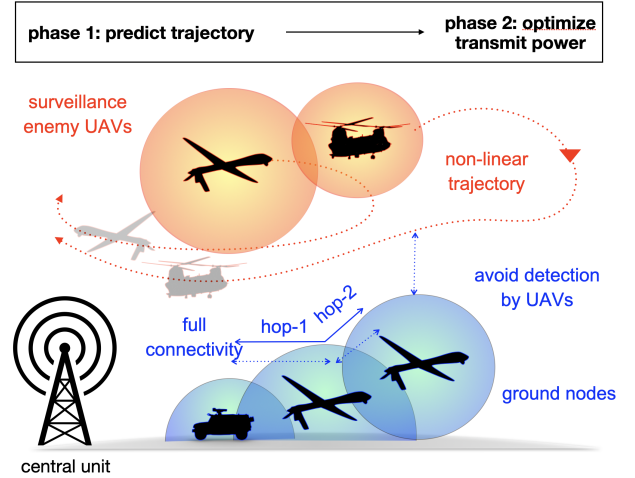 phase 1: predict trajectory
phase 2: optimize
transmit power
surveillance
enemy UAVs
non-linear
trajectory
avoid detection
by UAVs
hop-2
hop-1
full
connectivity
ground nodes
central unit